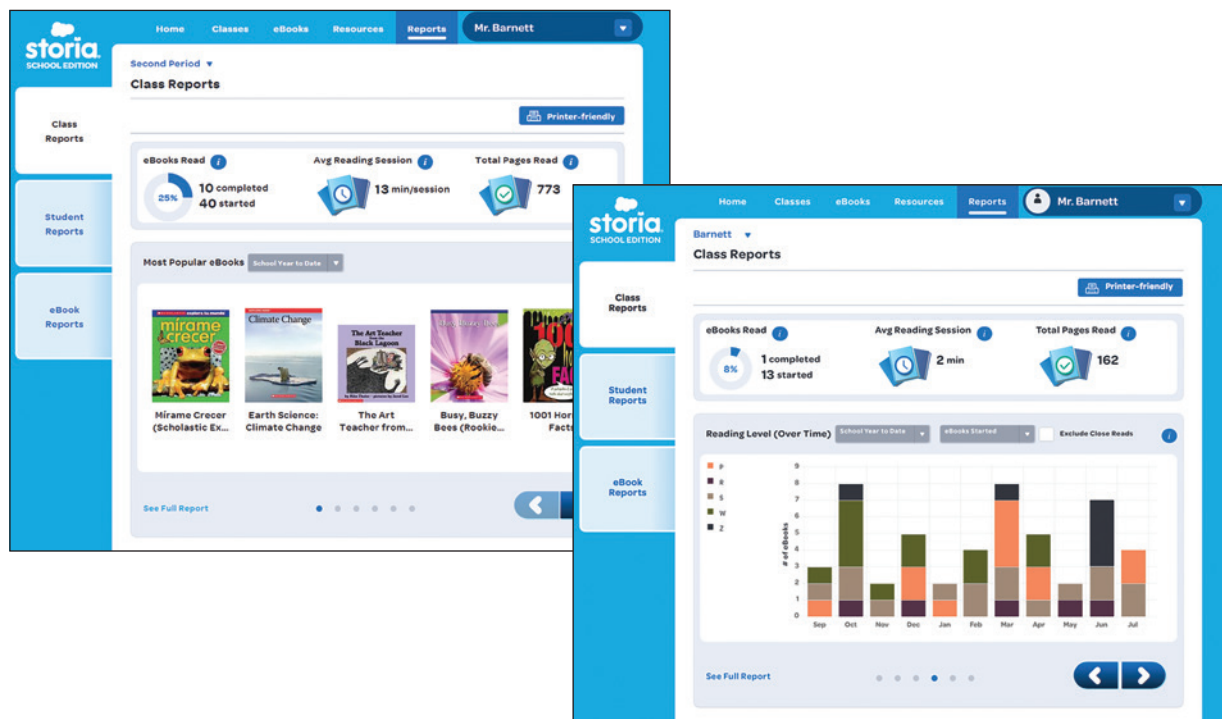 storia
SCHOOL EDITION
Home Classes eBooks Resources Reports Mr. Barnett
Second Period
Class Reports
Printer-friendly
Class
Reports
Student
Reports
eBook
Reports
eBooks Read
25%
10 completed
40 started
Avg Reading Session
13 min/session
Total Pages Read
773
Most Popular eBooks School Year to Date
mírame
crecer
Climate Change
The Art Teacher
from the
Black Lagoon
Mírame Crecer
(Scholastic Ex...
Earth Science:
Climate Change
The Art
Teacher from...
Busy, Buzzy
Bees (Rookie...
1001 Hor
Facts
See Full Report
storia
SCHOOL EDITION
Home Classes eBooks Resources Reports Mr. Barnett
Barnett
Class Reports
Printer-friendly
Class
Reports
Student
Reports
eBook
Reports
eBooks Read
8%
1 completed
13 started
Avg Reading Session
2 min
Total Pages Read
162
Reading Level (Over Time) School Year to Date eBooks Started Exclude Close Reads
P
R
S
W
Z
# of eBooks
9
8
7
6
5
4
3
2
1
0
Sep Oct Nov Dec Jan Feb Mar Apr May Jun Jul
See Full Report